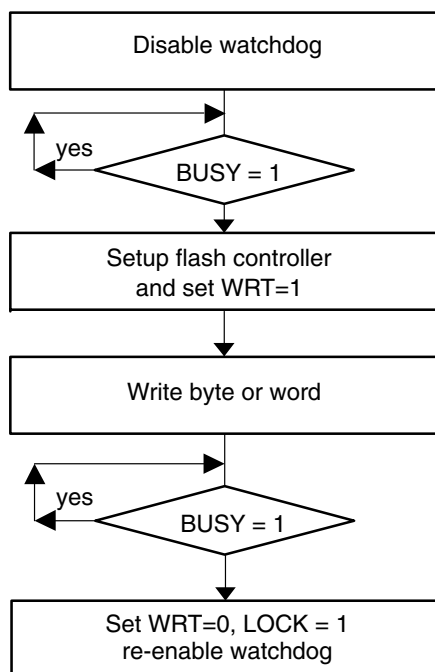 Disable watchdog
yes
BUSY = 1
Setup flash controller
and set WRT=1
Write byte or word
yes
BUSY = 1
Set WRT=0, LOCK = 1
re-enable watchdog